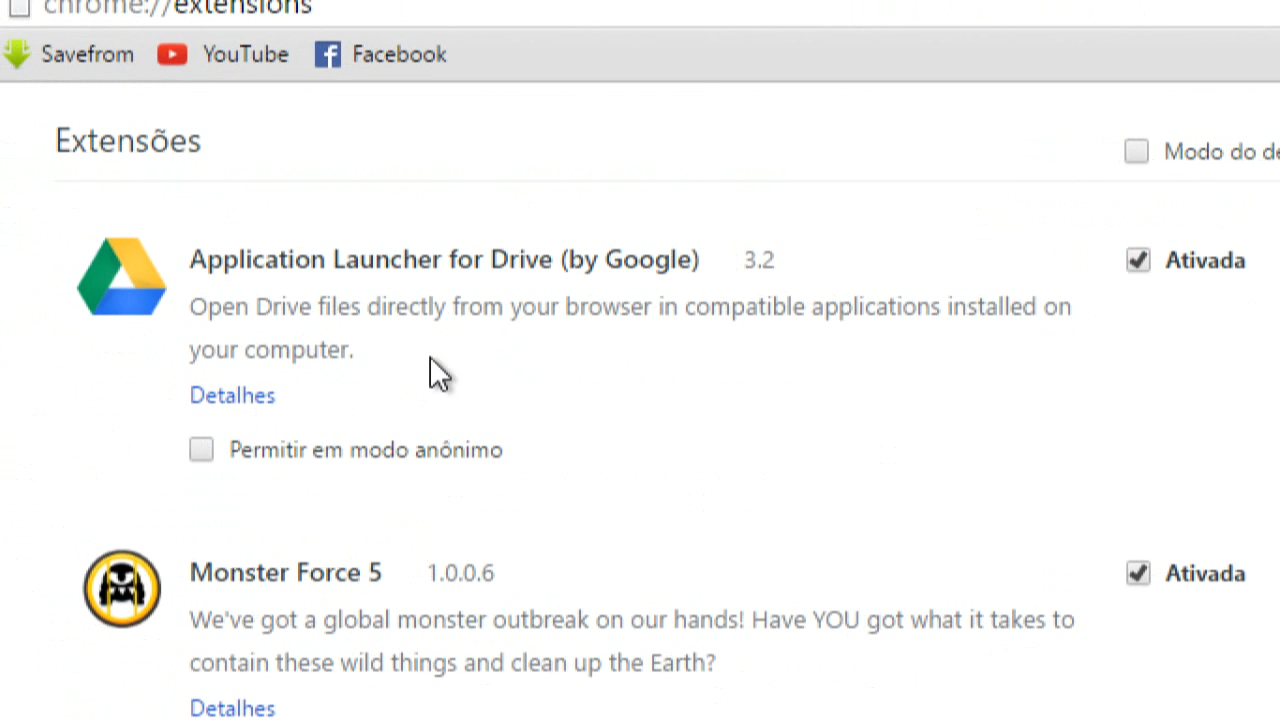 chrome://extensions
Savefrom YouTube Facebook
Extensões
Modo do de
Application Launcher for Drive (by Google) 3.2 Ativada
Open Drive files directly from your browser in compatible applications installed on
your computer.
Detalhes
Permitir em modo anônimo
Monster Force 5 1.0.0.6 Ativada
We've got a global monster outbreak on our hands! Have YOU got what it takes to
contain these wild things and clean up the Earth?
Detalhes